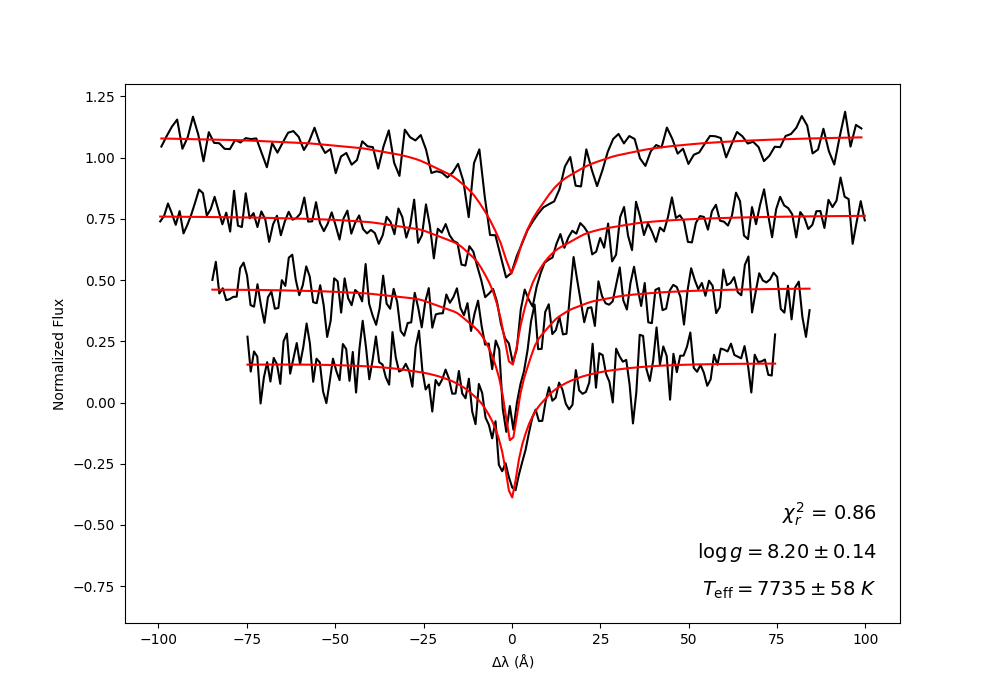 1.25
1.00
0.75
0.50
0.25
0.00
−0.25
−0.50
−0.75
Normalized Flux
χ²ᵣ = 0.86
log g = 8.20 ± 0.14
T_eff = 7735 ± 58 K
−100 −75 −50 −25 0 25 50 75 100
Δλ (Å)